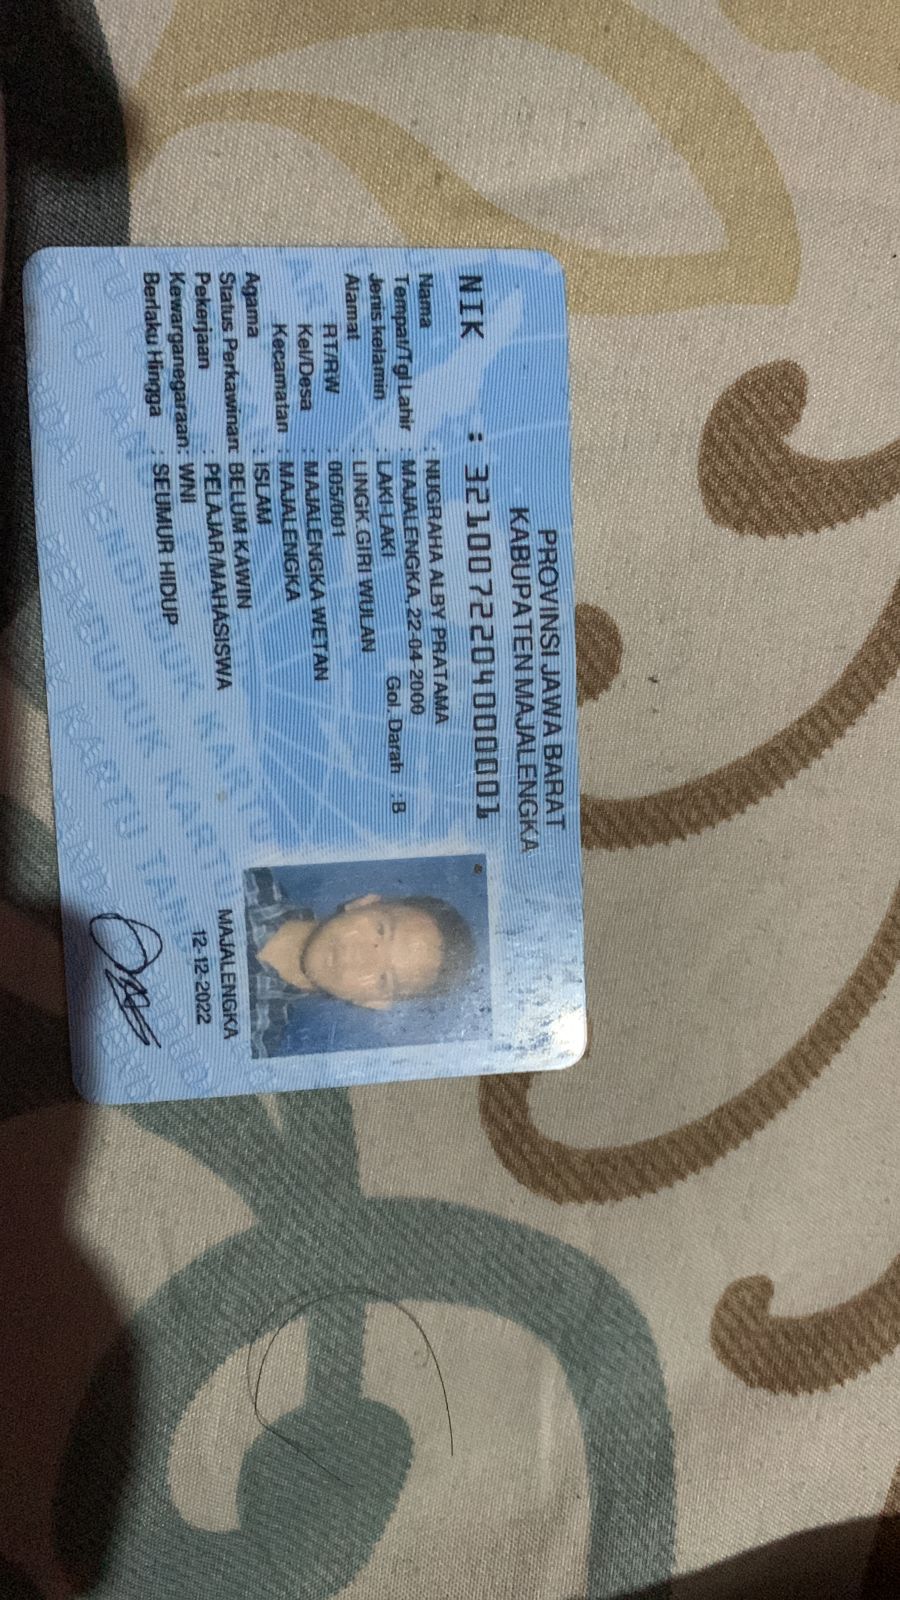 PROVINSI JAWA BARAT
KABUPATEN MAJALENGKA
NIK : 3210072204000001
Nama : NUGRAHA ALBY PRATAMA
Tempat/Tgl Lahir : MAJALENGKA, 22-04-2000
Jenis kelamin : LAKI-LAKI Gol. Darah :B
Alamat : LINGK GIRI WULAN
RT/RW : 005/001
Kel/Desa : MAJALENGKA WETAN
Kecamatan : MAJALENGKA
Agama : ISLAM
Status Perkawinan: BELUM KAWIN
Pekerjaan : PELAJAR/MAHASISWA
Kewarganegaraan: WNI
Berlaku Hingga : SEUMUR HIDUP
MAJALENGKA
12-12-2022